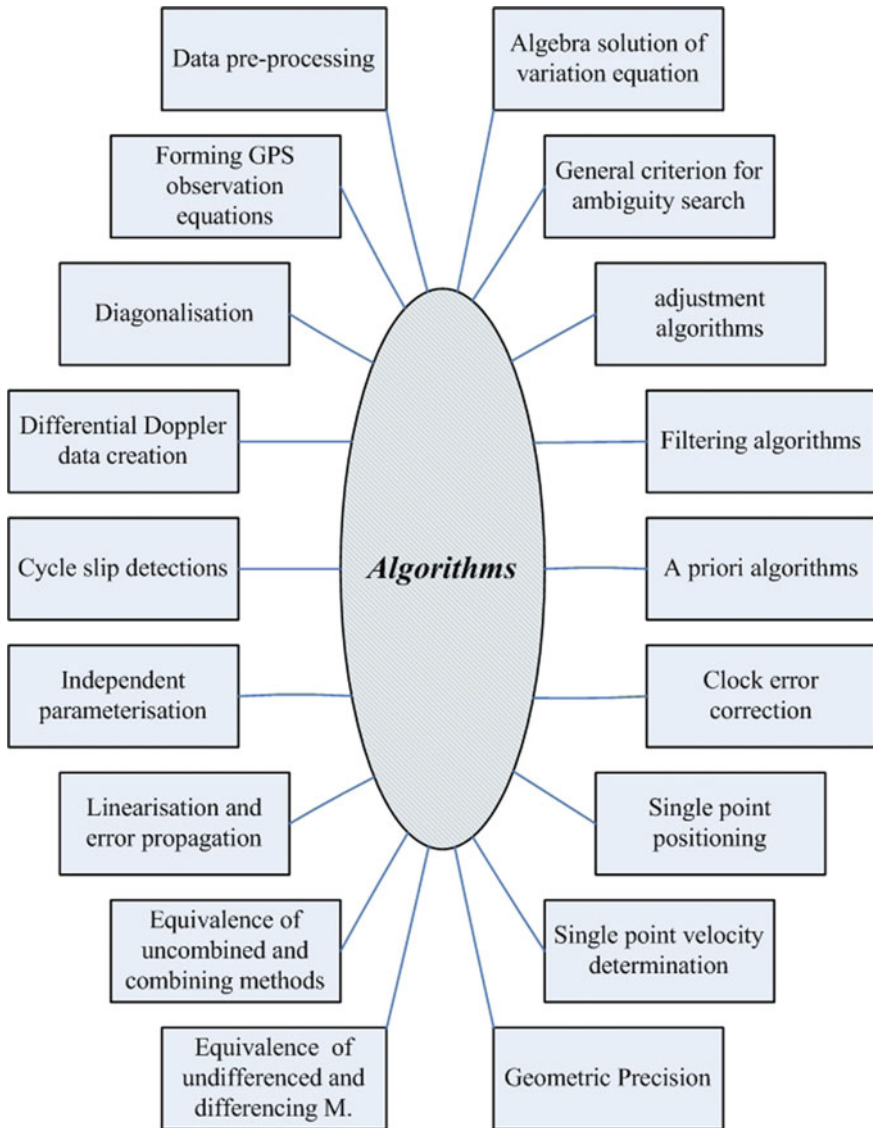 Data pre-processing
Algebra solution of
variation equation
Forming GPS
observation
equations
General criterion for
ambiguity search
Diagonalisation
adjustment
algorithms
Differential Doppler
data creation
Filtering algorithms
Cycle slip detections
Algorithms
A priori algorithms
Independent
parameterisation
Clock error
correction
Linearisation and
error propagation
Single point
positioning
Equivalence of
uncombined and
combining methods
Single point velocity
determination
Equivalence of
undifferenced and
differencing M.
Geometric Precision